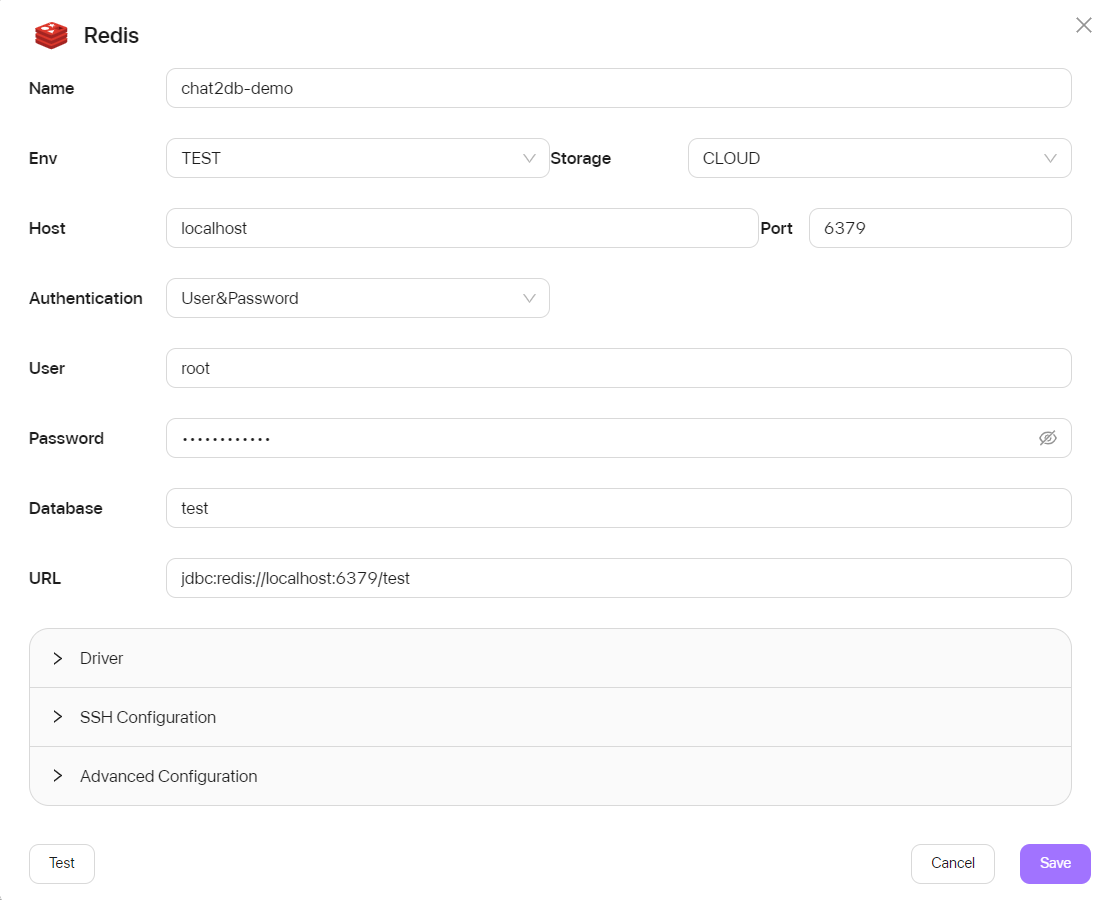 Redis
Name chat2db-demo
Env TEST Storage CLOUD
Host localhost Port 6379
Authentication User&Password
User root
Password ••••••••••••
Database test
URL jdbc:redis://localhost:6379/test
Driver
SSH Configuration
Advanced Configuration
Test Cancel Save